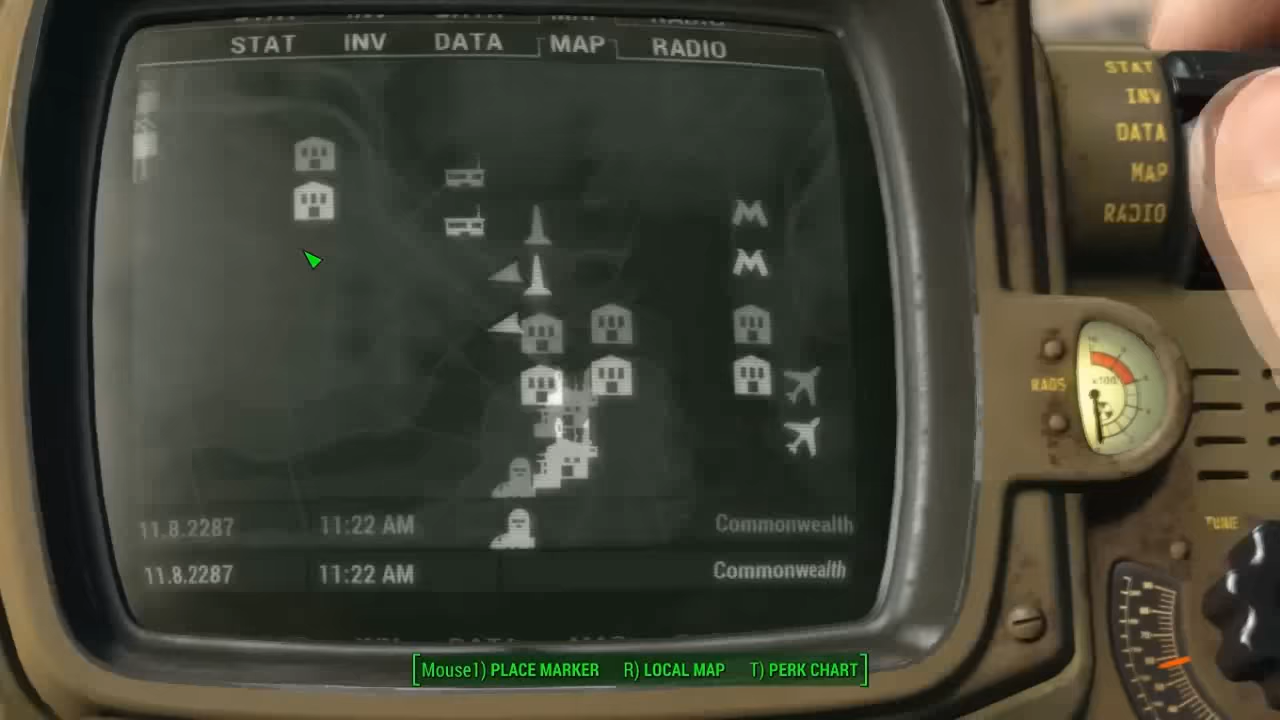 STAT INV DATA MAP RADIO
STAT
INV
DATA
MAP
RADIO
RADS
x100
11.8.2287 11:22 AM Commonwealth
11.8.2287 11:22 AM Commonwealth
TUNE
[Mouse1) PLACE MARKER R) LOCAL MAP T) PERK CHART]